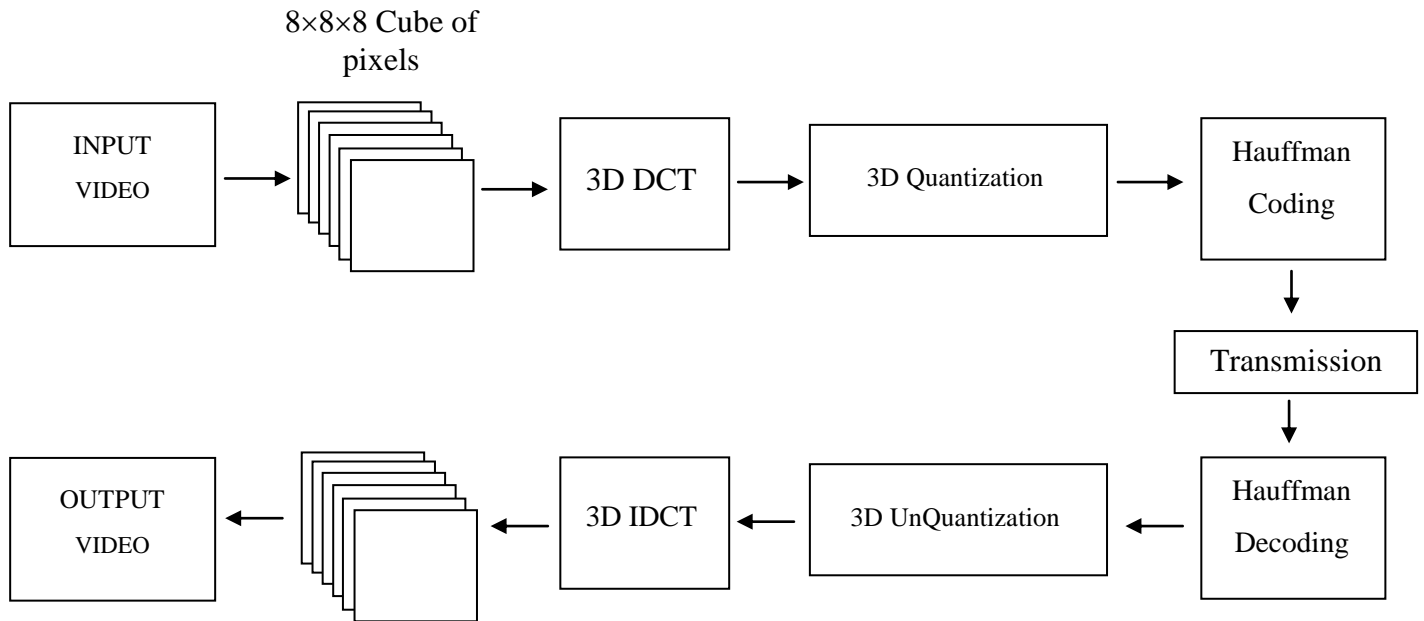 8×8×8 Cube of
pixels
INPUT
VIDEO
3D DCT
3D Quantization
Hauffman
Coding
Transmission
OUTPUT
VIDEO
3D IDCT
3D UnQuantization
Hauffman
Decoding